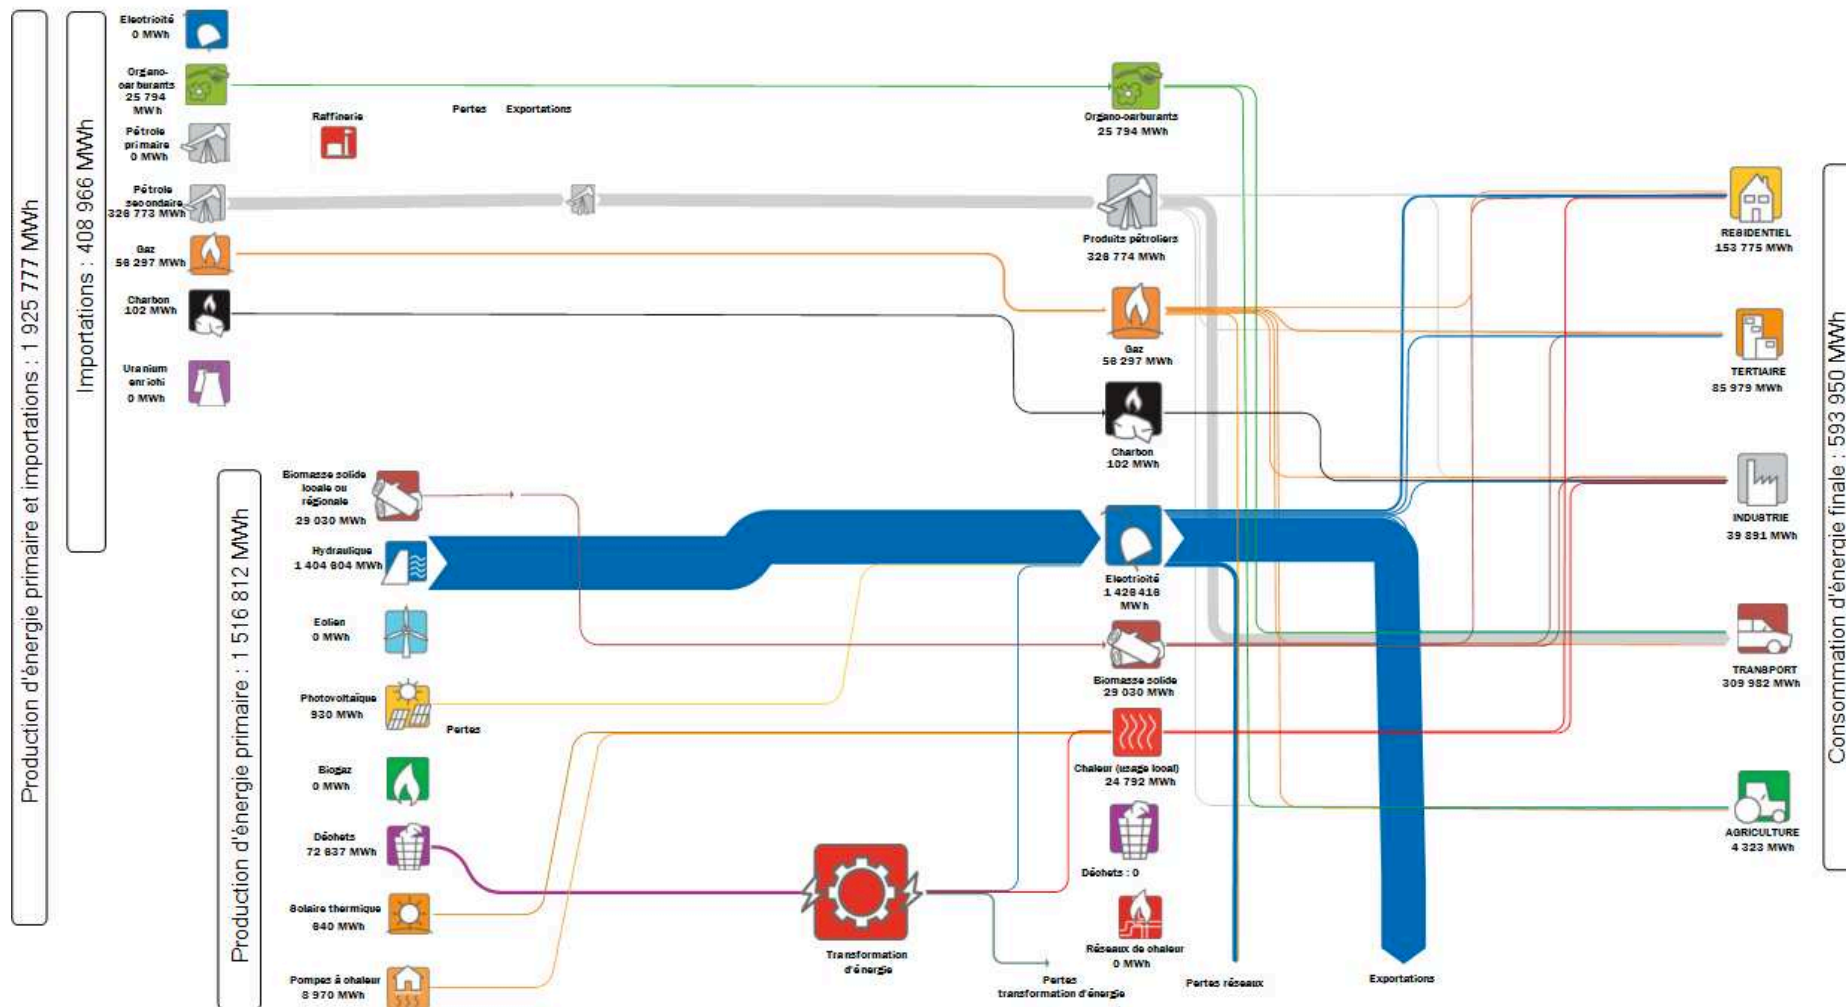 Production d'énergie primaire et importations : 1 925 777 MWh
Importations : 408 966 MWh
Electricité
0 MWh
Organo-
carburants
25 794
MWh
Pétrole
primaire
0 MWh
Pétrole
secondaire
326 773 MWh
Gaz
56 297 MWh
Charbon
102 MWh
Uranium
enrichi
0 MWh
Raffinerie
Pertes
Exportations
Production d'énergie primaire : 1 516 812 MWh
Biomasse solide
locale ou
régionale
29 030 MWh
Hydraulique
1 404 604 MWh
Eolien
0 MWh
Photovoltaïque
930 MWh
Pertes
Biogaz
0 MWh
Déchets
72 637 MWh
Solaire thermique
640 MWh
Pompes à chaleur
8 970 MWh
Transformation
d'énergie
Organo-carburants
25 794 MWh
Produits pétroliers
326 774 MWh
Gaz
56 297 MWh
Charbon
102 MWh
Electricité
1 426 416
MWh
Biomasse solide
29 030 MWh
Chaleur (usage local)
24 792 MWh
Déchets : 0
Réseaux de chaleur
0 MWh
Pertes
transformation d'énergie
Pertes réseaux
Exportations
RESIDENTIEL
153 775 MWh
TERTIAIRE
85 979 MWh
INDUSTRIE
39 891 MWh
TRANSPORT
309 982 MWh
AGRICULTURE
4 323 MWh
Consommation d'énergie finale : 593 950 MWh